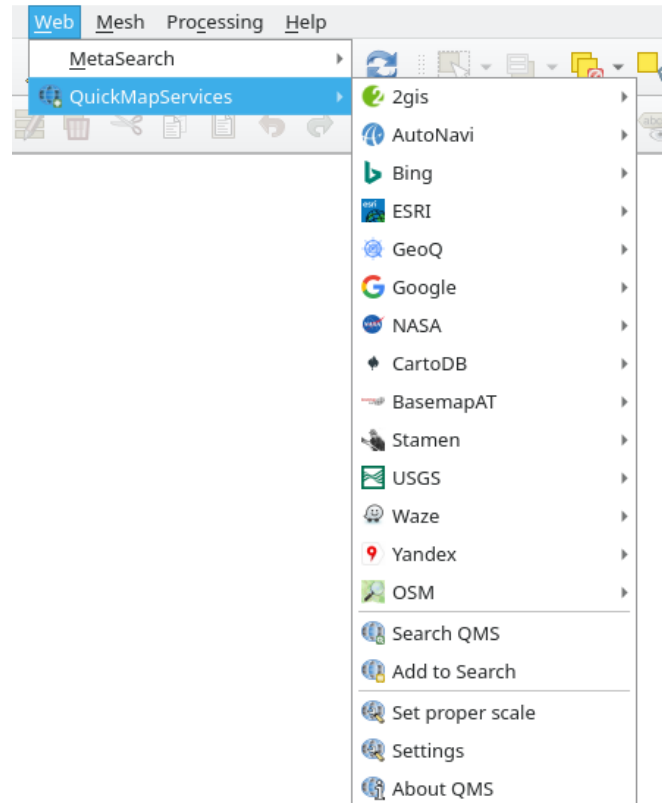 Web Mesh Processing Help
MetaSearch
QuickMapServices
2gis
AutoNavi
Bing
ESRI
GeoQ
Google
NASA
CartoDB
BasemapAT
Stamen
USGS
Waze
Yandex
OSM
Search QMS
Add to Search
Set proper scale
Settings
About QMS